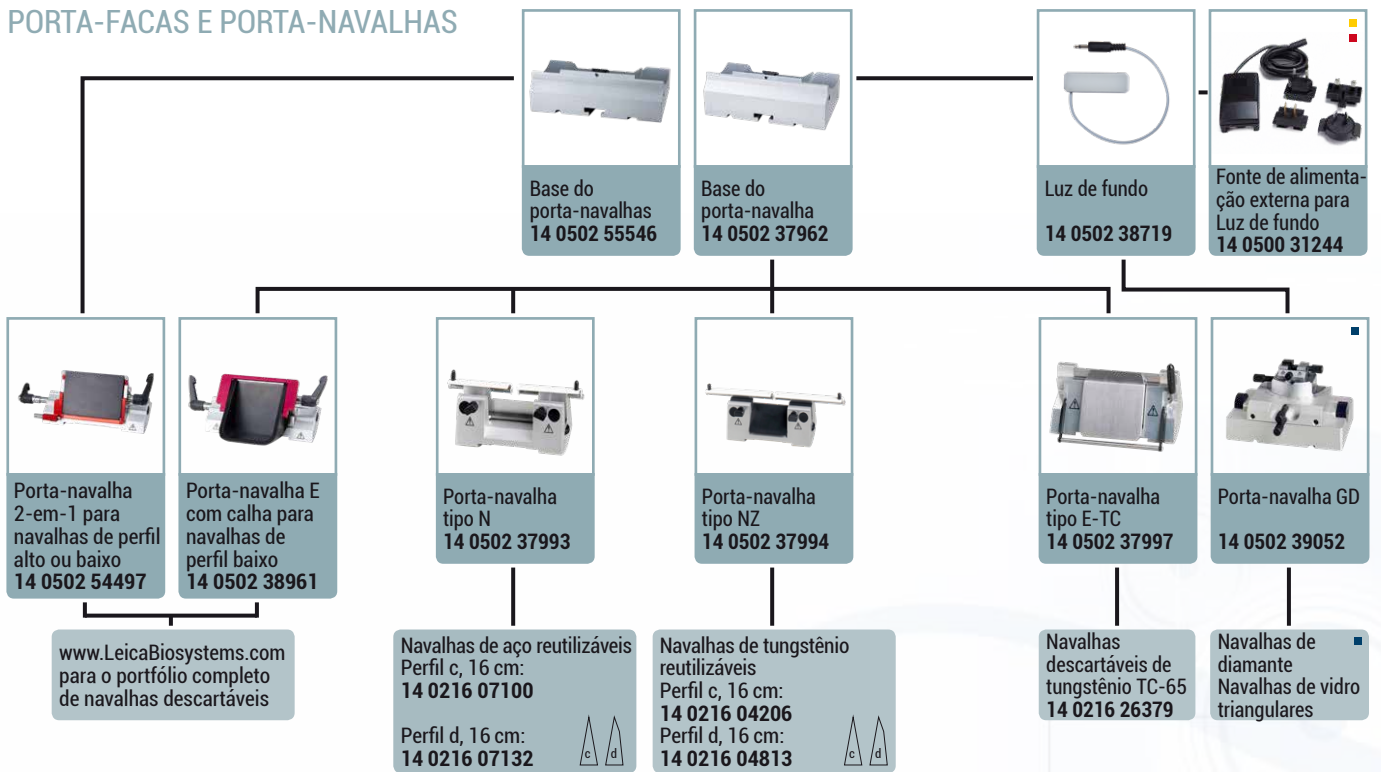 PORTA-FACAS E PORTA-NAVALHAS
Base do
porta-navalhas
14 0502 55546
Base do
porta-navalha
14 0502 37962
Luz de fundo
14 0502 38719
Fonte de alimenta-
ção externa para
Luz de fundo
14 0500 31244
Porta-navalha
2-em-1 para
navalhas de perfil
alto ou baixo
14 0502 54497
Porta-navalha E
com calha para
navalhas de
perfil baixo
14 0502 38961
Porta-navalha
tipo N
14 0502 37993
Porta-navalha
tipo NZ
14 0502 37994
Porta-navalha
tipo E-TC
14 0502 37997
Porta-navalha GD
14 0502 39052
www.LeicaBiosystems.com
para o portfólio completo
de navalhas descartáveis
Navalhas de aço reutilizáveis
Perfil c, 16 cm:
14 0216 07100
Perfil d, 16 cm:
14 0216 07132
c d
Navalhas de tungstênio
reutilizáveis
Perfil c, 16 cm:
14 0216 04206
Perfil d, 16 cm:
14 0216 04813
c d
Navalhas
descartáveis de
tungstênio TC-65
14 0216 26379
Navalhas de
diamante
Navalhas de vidro
triangulares